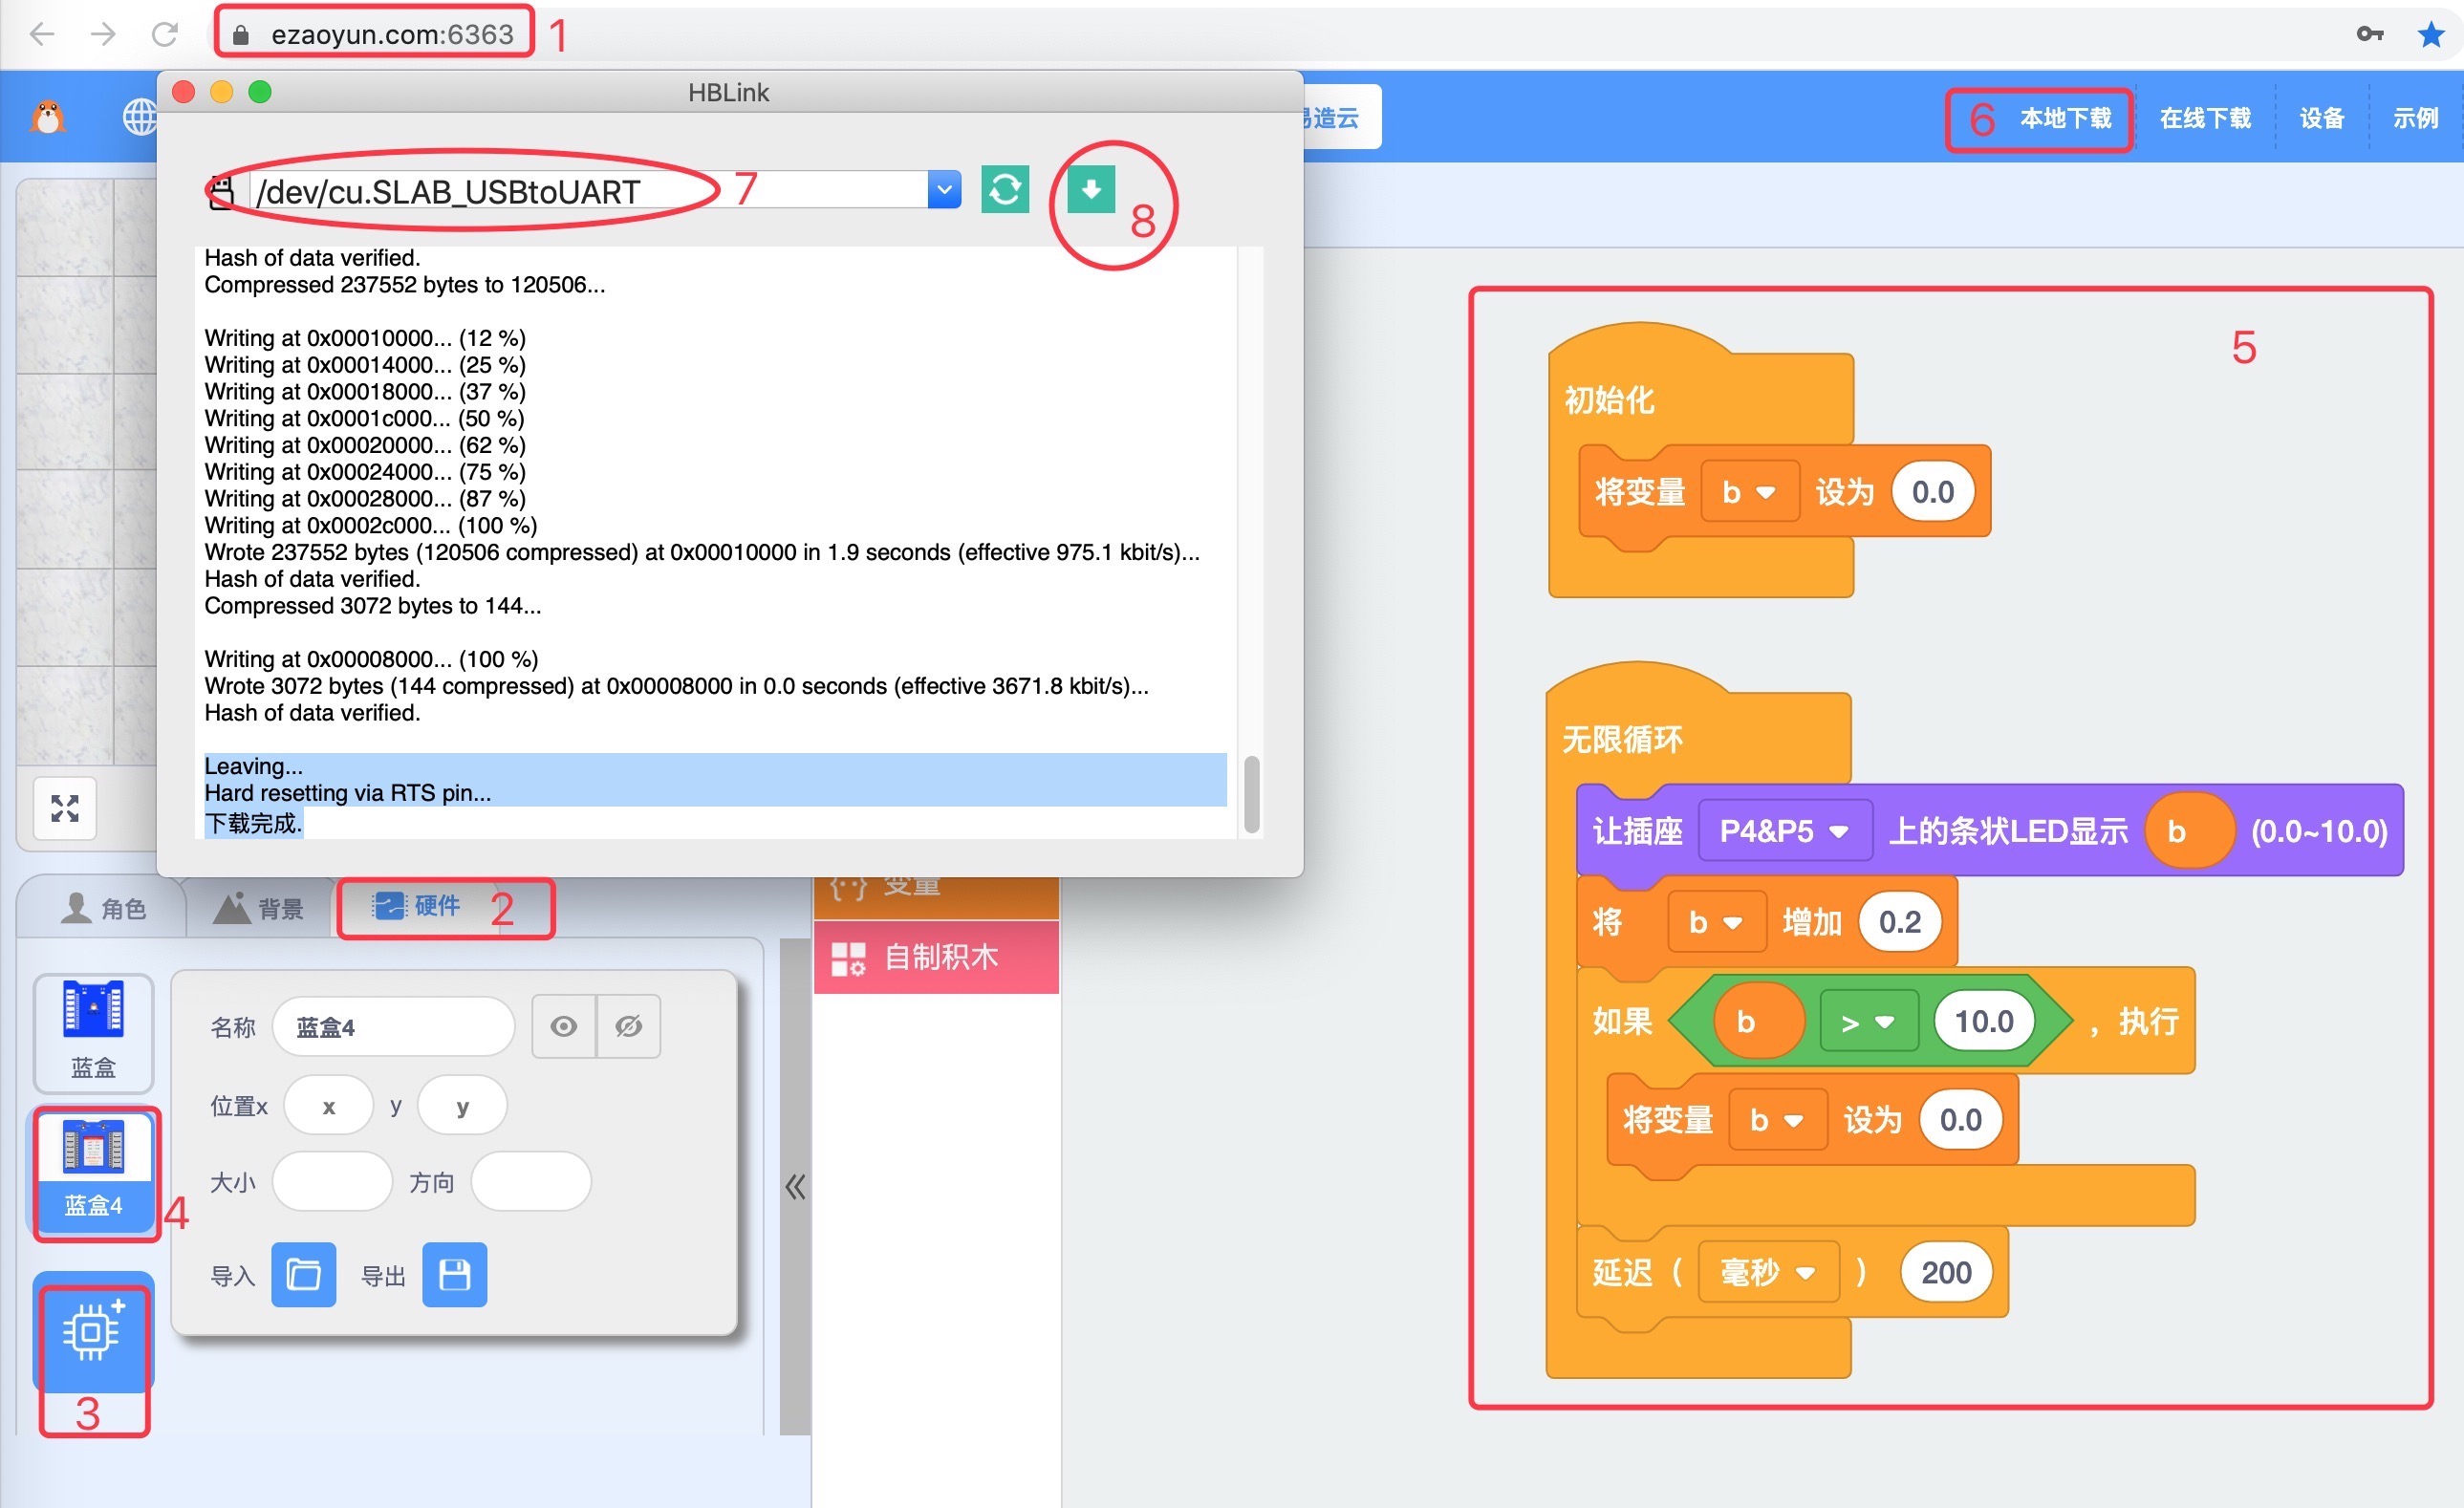 ezaoyun.com:6363 1
HBLink
易造云
6 本地下载 在线下载 设备 示例
/dev/cu.SLAB_USBtoUART 7
8
Hash of data verified.
Compressed 237552 bytes to 120506...
Writing at 0x00010000... (12 %)
Writing at 0x00014000... (25 %)
Writing at 0x00018000... (37 %)
Writing at 0x0001c000... (50 %)
Writing at 0x00020000... (62 %)
Writing at 0x00024000... (75 %)
Writing at 0x00028000... (87 %)
Writing at 0x0002c000... (100 %)
Wrote 237552 bytes (120506 compressed) at 0x00010000 in 1.9 seconds (effective 975.1 kbit/s)...
Hash of data verified.
Compressed 3072 bytes to 144...
Writing at 0x00008000... (100 %)
Wrote 3072 bytes (144 compressed) at 0x00008000 in 0.0 seconds (effective 3671.8 kbit/s)...
Hash of data verified.
Leaving...
Hard resetting via RTS pin...
下载完成.
角色 背景 硬件 2
蓝盒
蓝盒4
4
3
名称 蓝盒4
位置x x y y
大小 方向
导入 导出
变量
自制积木
5
初始化
将变量 b 设为 0.0
无限循环
让插座 P4&P5 上的条状LED显示 b (0.0~10.0)
将 b 增加 0.2
如果 b > 10.0 ，执行
将变量 b 设为 0.0
延迟 ( 毫秒 ) 200